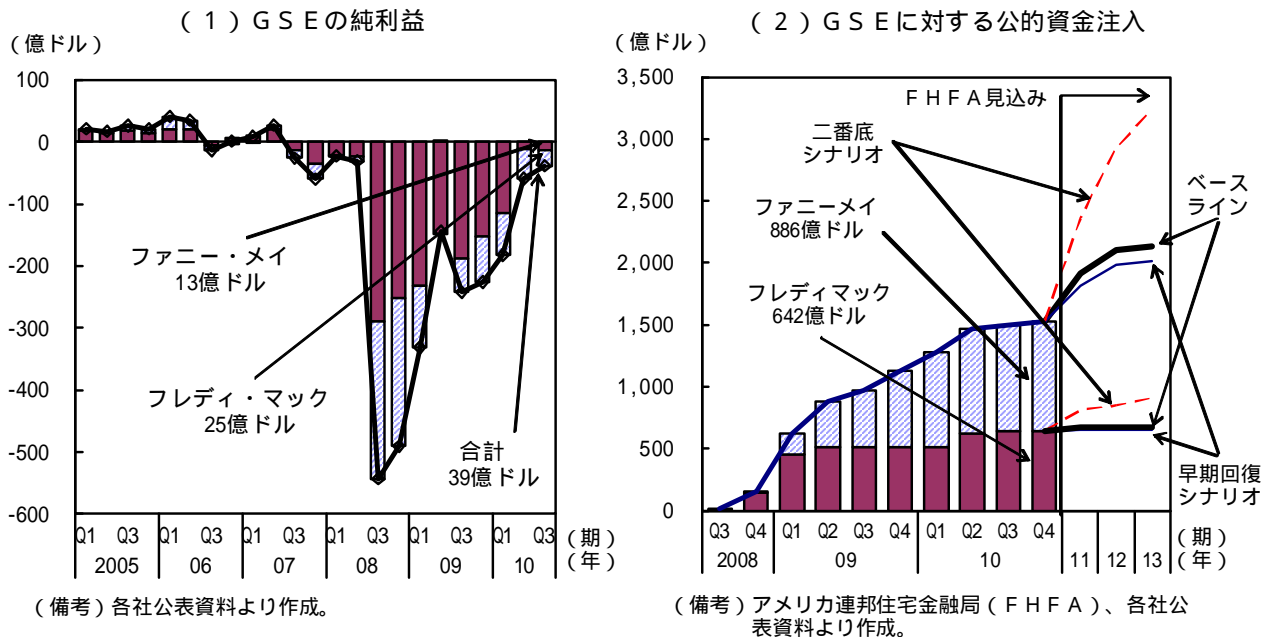 （１）ＧＳＥの純利益
（億ドル）
100
0
-100
-200
-300
-400
-500
-600
ファニー・メイ
13億ドル
フレディ・マック
25億ドル
合計
39億ドル
Q1 Q3 Q1 Q3 Q1 Q3 Q1 Q3 Q1 Q3 Q1 Q3 （期）
2005 06 07 08 09 10 （年）
（備考）各社公表資料より作成。
（２）ＧＳＥに対する公的資金注入
（億ドル）
3,500
3,000
2,500
2,000
1,500
1,000
500
0
ＦＨＦＡ見込み
二番底
シナリオ
ファニーメイ
886億ドル
フレディマック
642億ドル
ベース
ライン
早期回復
シナリオ
Q3 Q4 Q1 Q2 Q3 Q4 Q1 Q2 Q3 Q4 （期）
2008 09 10 11 12 13 （年）
（備考）アメリカ連邦住宅金融局（ＦＨＦＡ）、各社公
表資料より作成。